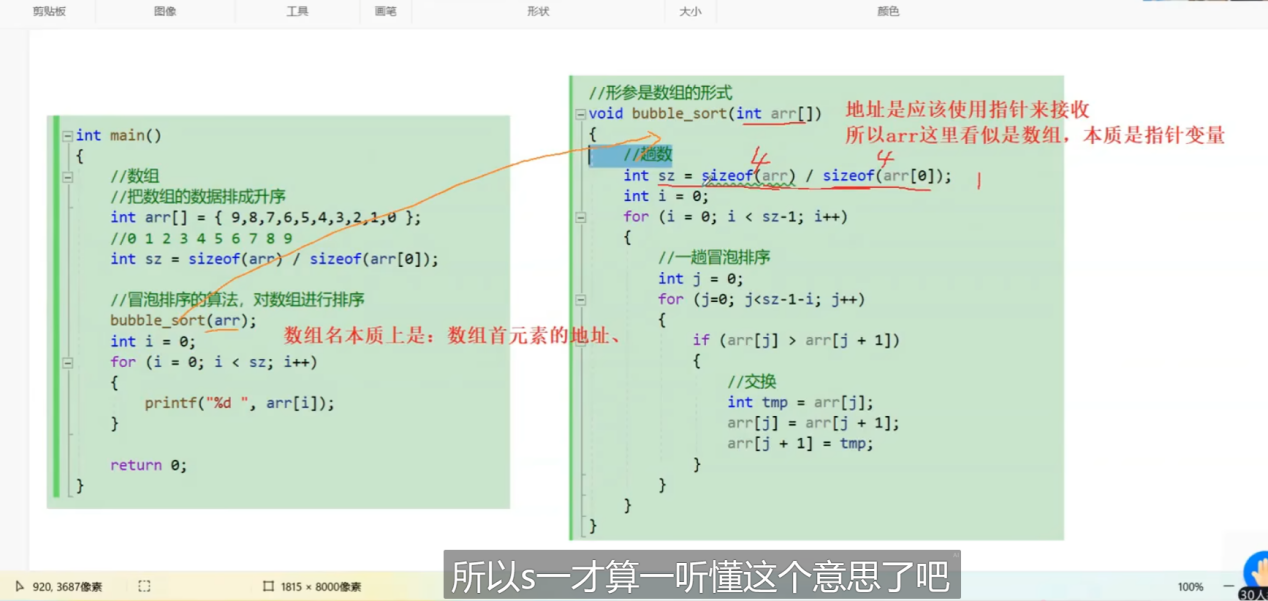 剪贴板 图像 工具 画笔 形状 大小 颜色
int main()
{
//数组
//把数组的数据排成升序
int arr[] = { 9,8,7,6,5,4,3,2,1,0 };
//0 1 2 3 4 5 6 7 8 9
int sz = sizeof(arr) / sizeof(arr[0]);
//冒泡排序的算法，对数组进行排序
bubble_sort(arr);
数组名本质上是：数组首元素的地址、
int i = 0;
for (i = 0; i < sz; i++)
{
printf("%d ", arr[i]);
}
return 0;
}
//形参是数组的形式
void bubble_sort(int arr[])
地址是应该使用指针来接收
所以arr这里看似是数组，本质是指针变量
{
//趟数
4 4
int sz = sizeof(arr) / sizeof(arr[0]); 1
int i = 0;
for (i = 0; i < sz-1; i++)
{
//一趟冒泡排序
int j = 0;
for (j=0; j<sz-1-i; j++)
{
if (arr[j] > arr[j + 1])
{
//交换
int tmp = arr[j];
arr[j] = arr[j + 1];
arr[j + 1] = tmp;
}
}
}
}
所以s一才算一听懂这个意思了吧
920, 3687像素 1815 × 8000像素 100%
30人